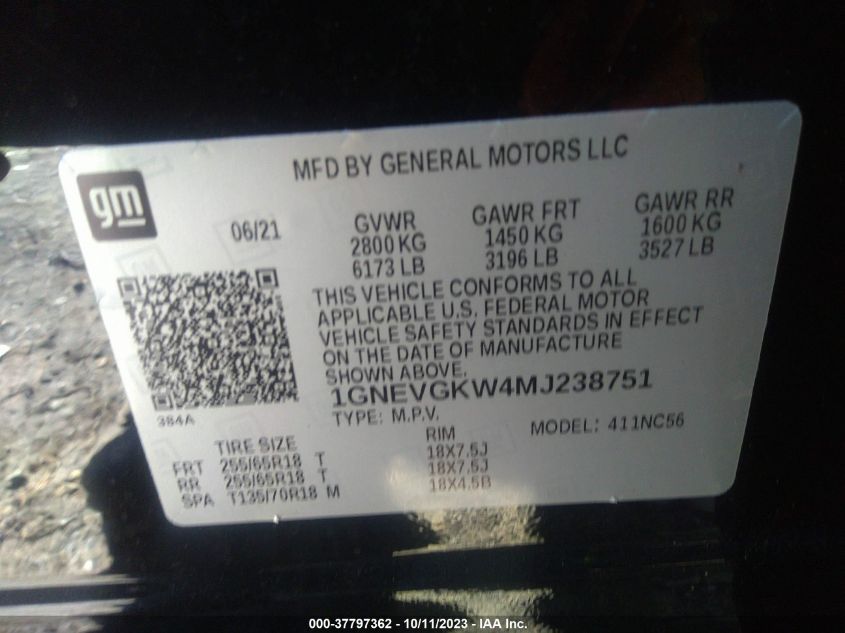 MFD BY GENERAL MOTORS LLC
gm
06/21
GVWR GAWR FRT GAWR RR
2800 KG 1450 KG 1600 KG
6173 LB 3196 LB 3527 LB
THIS VEHICLE CONFORMS TO ALL
APPLICABLE U.S. FEDERAL MOTOR
VEHICLE SAFETY STANDARDS IN EFFECT
ON THE DATE OF MANUFACTURE
SHOWN ABOVE.
1GNEVGKW4MJ238751
384A
TYPE: M.P.V. MODEL: 411NC56
TIRE SIZE RIM
FRT 255/65R18 T 18X7.5J
RR 255/65R18 T 18X7.5J
SPA T135/70R18 M 18X4.5B
000-37797362 - 10/11/2023 - IAA Inc.